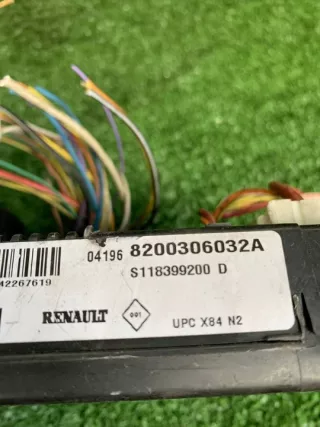 04196 8200306032A
42267619
S118399200 D
RENAULT 001 UPC X84 N2